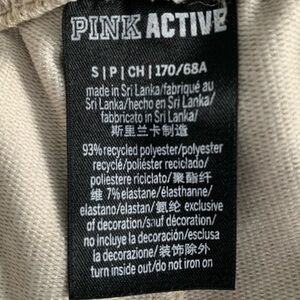 PINK ACTIVE
S | P | CH | 170/68A
made in Sri Lanka/fabriqué au
Sri Lanka/hecho en Sri Lanka/
fabbricato in Sri Lanka/
斯里兰卡制造
93% recycled polyester/polyester
recyclé/poliéster reciclado/
poliestere riciclato/聚酯纤
维 7% elastane/élasthanne/
elastano/elastan/氨纶 exclusive
of decoration/sauf décoration/
no incluye la decoración/esclusa
la decorazione/装饰除外
turn inside out/do not iron on